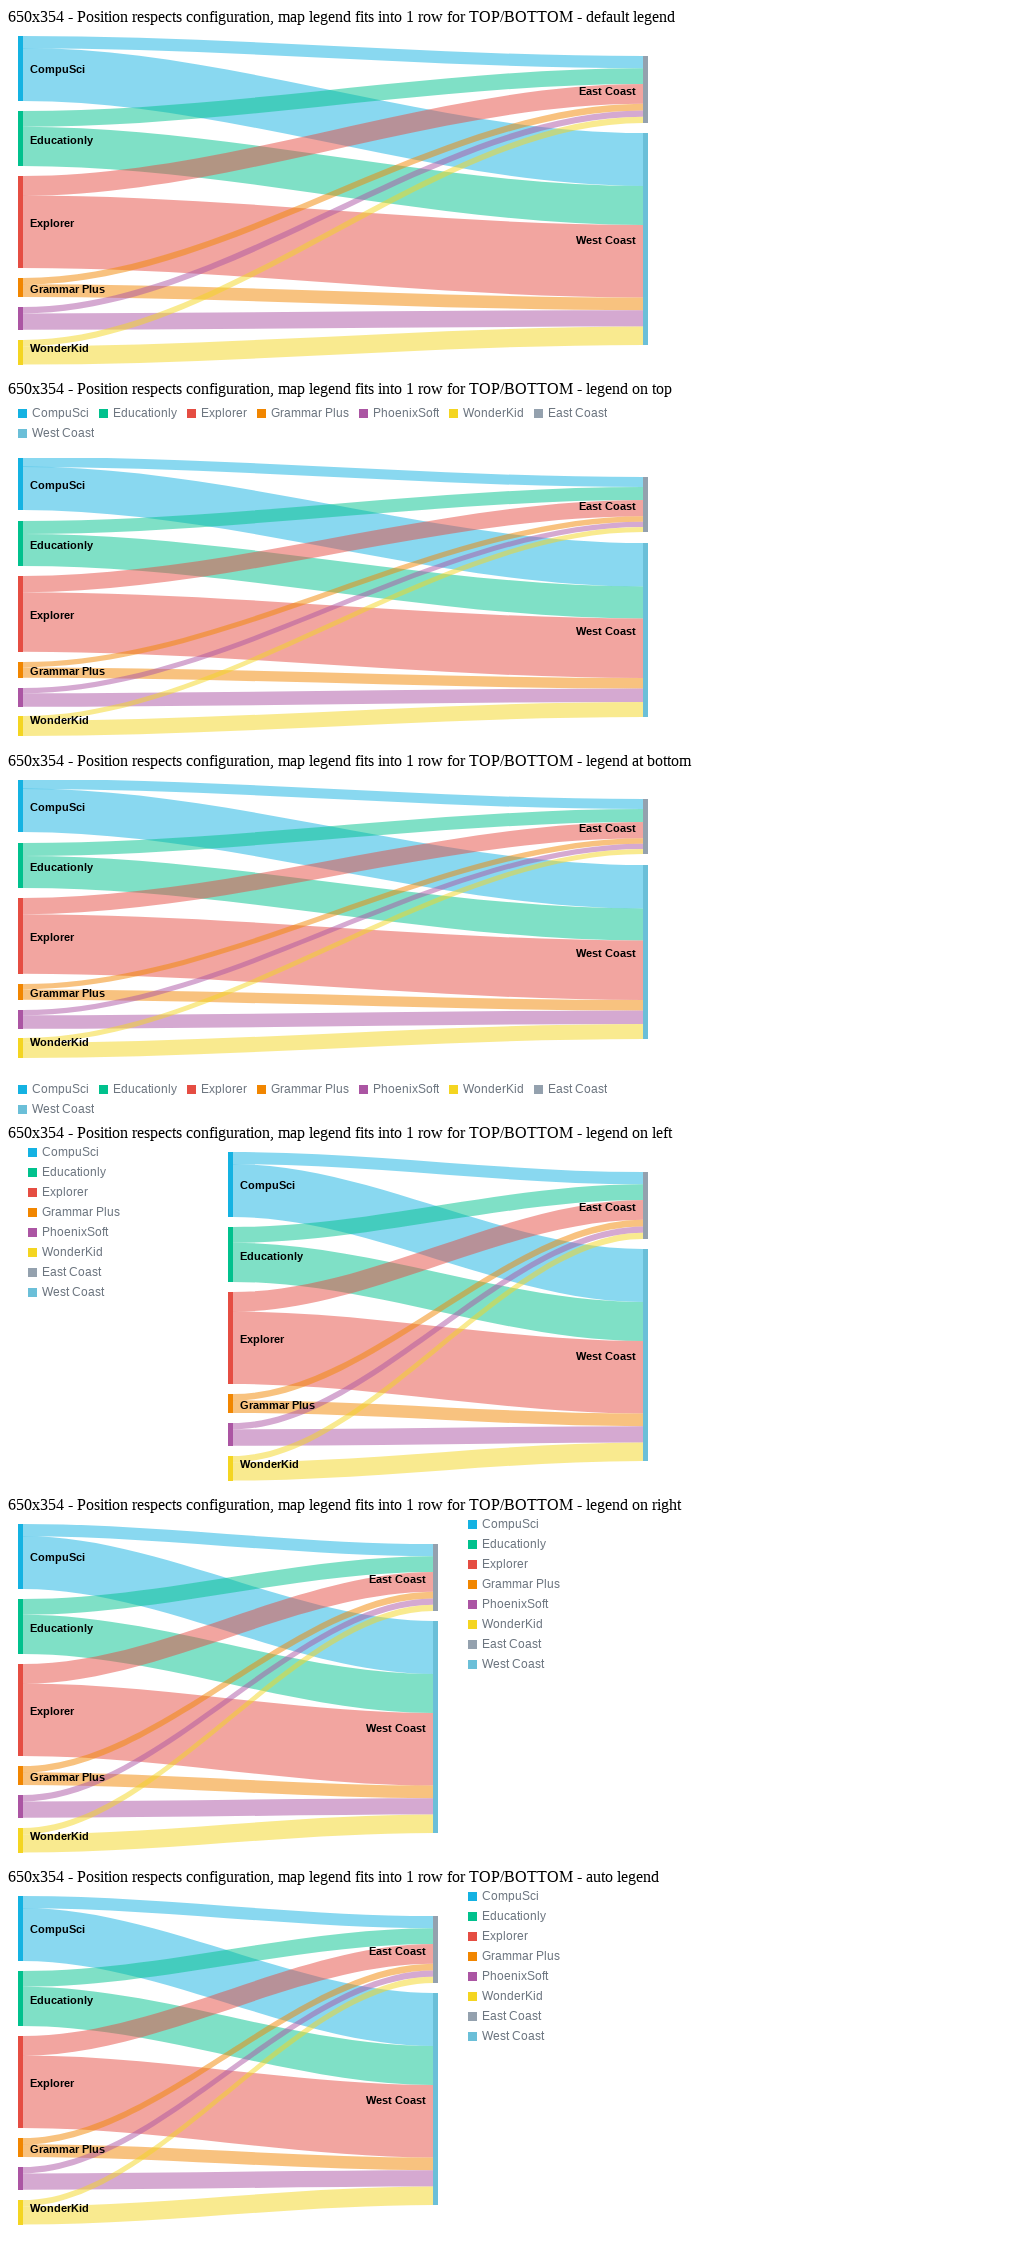 650x354 - Position respects configuration, map legend fits into 1 row for TOP/BOTTOM - default legend
CompuSci
East Coast
Educationly
Explorer
West Coast
Grammar Plus
WonderKid
650x354 - Position respects configuration, map legend fits into 1 row for TOP/BOTTOM - legend on top
CompuSci Educationly Explorer Grammar Plus PhoenixSoft WonderKid East Coast
West Coast
CompuSci
East Coast
Educationly
Explorer
West Coast
Grammar Plus
WonderKid
650x354 - Position respects configuration, map legend fits into 1 row for TOP/BOTTOM - legend at bottom
CompuSci
East Coast
Educationly
Explorer
West Coast
Grammar Plus
WonderKid
CompuSci Educationly Explorer Grammar Plus PhoenixSoft WonderKid East Coast
West Coast
650x354 - Position respects configuration, map legend fits into 1 row for TOP/BOTTOM - legend on left
CompuSci
Educationly
Explorer
Grammar Plus
PhoenixSoft
WonderKid
East Coast
West Coast
CompuSci
East Coast
Educationly
Explorer
West Coast
Grammar Plus
WonderKid
650x354 - Position respects configuration, map legend fits into 1 row for TOP/BOTTOM - legend on right
CompuSci
East Coast
Educationly
Explorer
West Coast
Grammar Plus
WonderKid
CompuSci
Educationly
Explorer
Grammar Plus
PhoenixSoft
WonderKid
East Coast
West Coast
650x354 - Position respects configuration, map legend fits into 1 row for TOP/BOTTOM - auto legend
CompuSci
East Coast
Educationly
Explorer
West Coast
Grammar Plus
WonderKid
CompuSci
Educationly
Explorer
Grammar Plus
PhoenixSoft
WonderKid
East Coast
West Coast